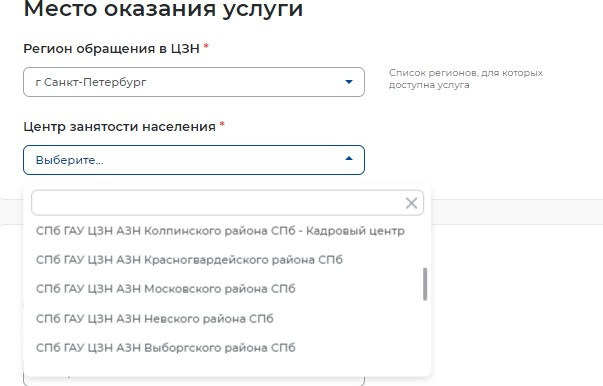 Место оказания услуги
Регион обращения в ЦЗН *
г Санкт-Петербург
Список регионов, для которых
доступна услуга
Центр занятости населения *
Выберите...
СПб ГАУ ЦЗН АЗН Колпинского района СПб - Кадровый центр
СПб ГАУ ЦЗН АЗН Красногвардейского района СПб
СПб ГАУ ЦЗН АЗН Московского района СПб
СПб ГАУ ЦЗН АЗН Невского района СПб
СПб ГАУ ЦЗН АЗН Выборгского района СПб